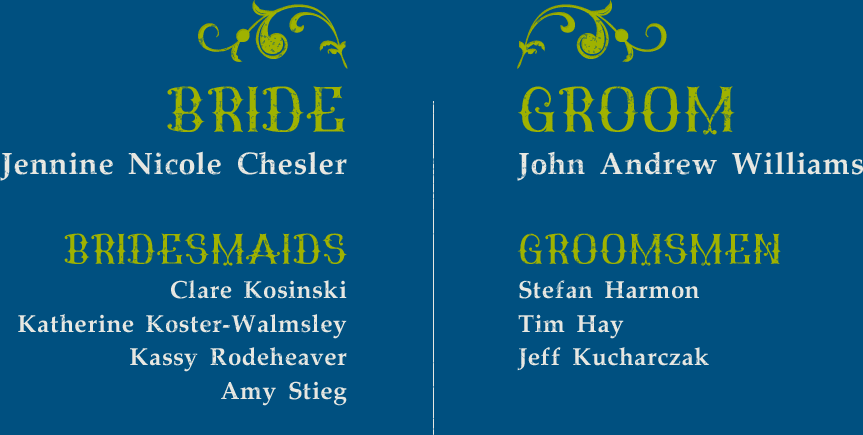 BRIDE
Jennine Nicole Chesler
BRIDESMAIDS
Clare Kosinski
Katherine Koster-Walmsley
Kassy Rodeheaver
Amy Stieg
GROOM
John Andrew Williams
GROOMSMEN
Stefan Harmon
Tim Hay
Jeff Kucharczak